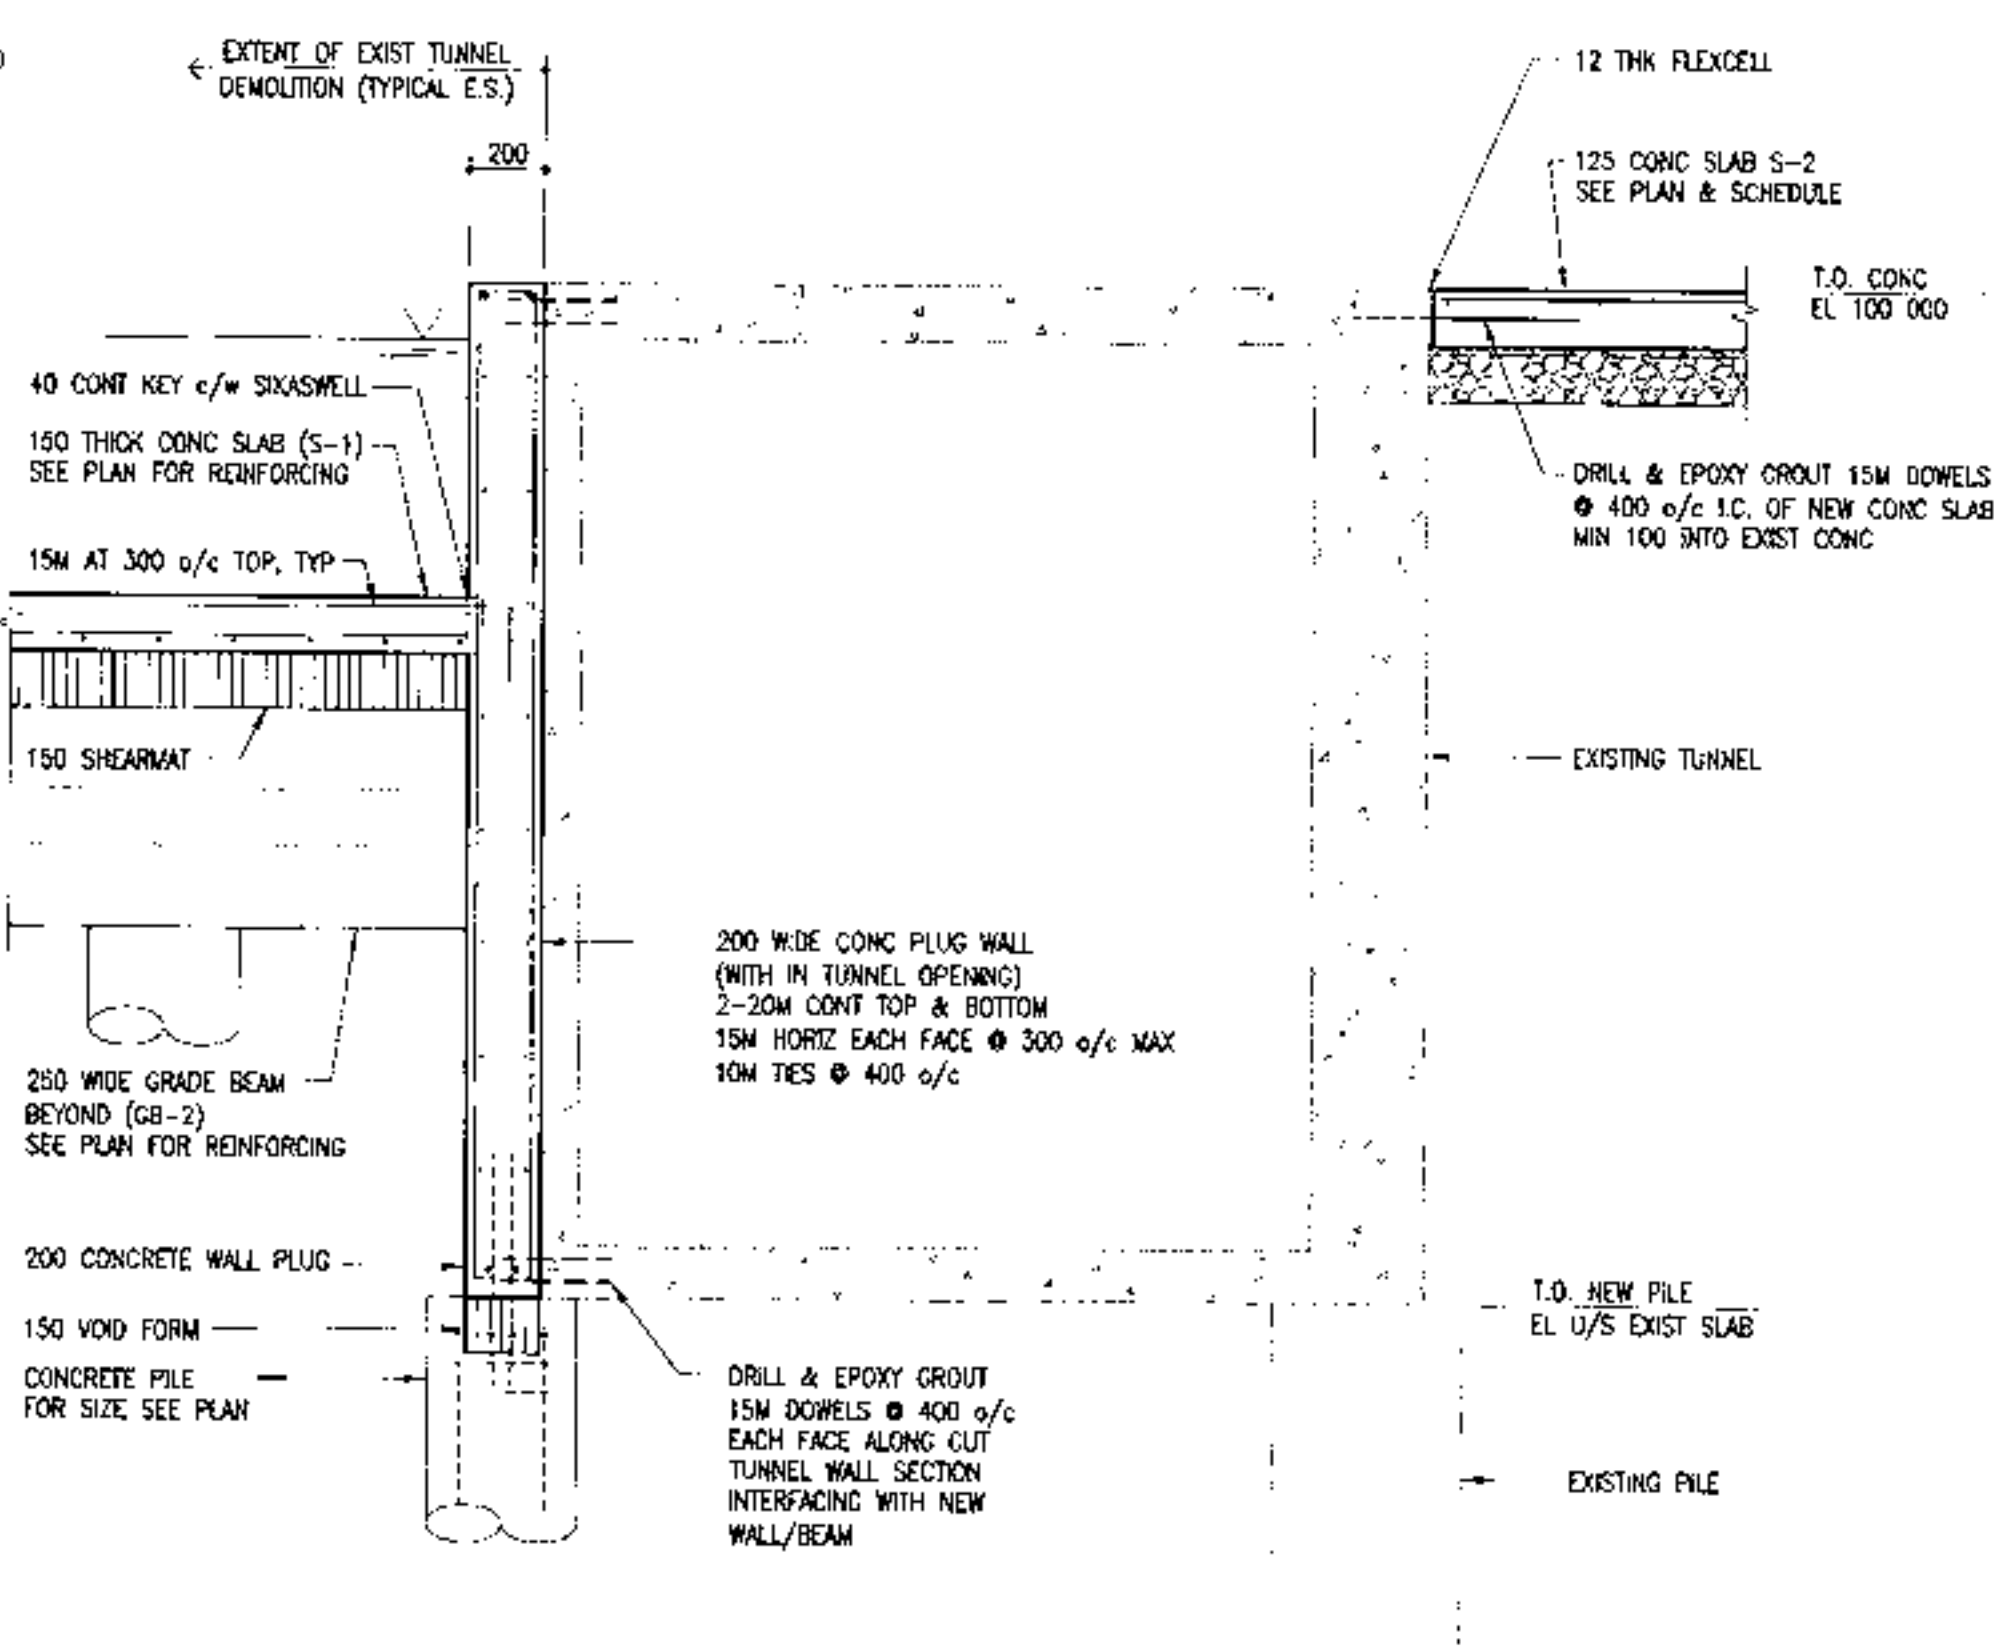 EXTENT OF EXIST TUNNEL
DEMOLITION (TYPICAL E.S.)
200
12 THK FLEXCELL
125 CONC SLAB S-2
SEE PLAN & SCHEDULE
T.O. CONC
EL 100 000
40 CONT KEY c/w SIKASWELL
150 THICK CONC SLAB (S-1)
SEE PLAN FOR REINFORCING
15M AT 300 o/c TOP, TYP
150 SHEARMAT
DRILL & EPOXY GROUT 15M DOWELS
@ 400 o/c I.C. OF NEW CONC SLAB
MIN 100 INTO EXIST CONC
EXISTING TUNNEL
200 WIDE CONC PLUG WALL
(WITH IN TUNNEL OPENING)
2-20M CONT TOP & BOTTOM
15M HORIZ EACH FACE @ 300 o/c MAX
10M TIES @ 400 o/c
250 WIDE GRADE BEAM
BEYOND (GB-2)
SEE PLAN FOR REINFORCING
200 CONCRETE WALL PLUG
150 VOID FORM
CONCRETE PILE
FOR SIZE SEE PLAN
DRILL & EPOXY GROUT
15M DOWELS @ 400 o/c
EACH FACE ALONG CUT
TUNNEL WALL SECTION
INTERFACING WITH NEW
WALL/BEAM
T.O. NEW PILE
EL U/S EXIST SLAB
EXISTING PILE